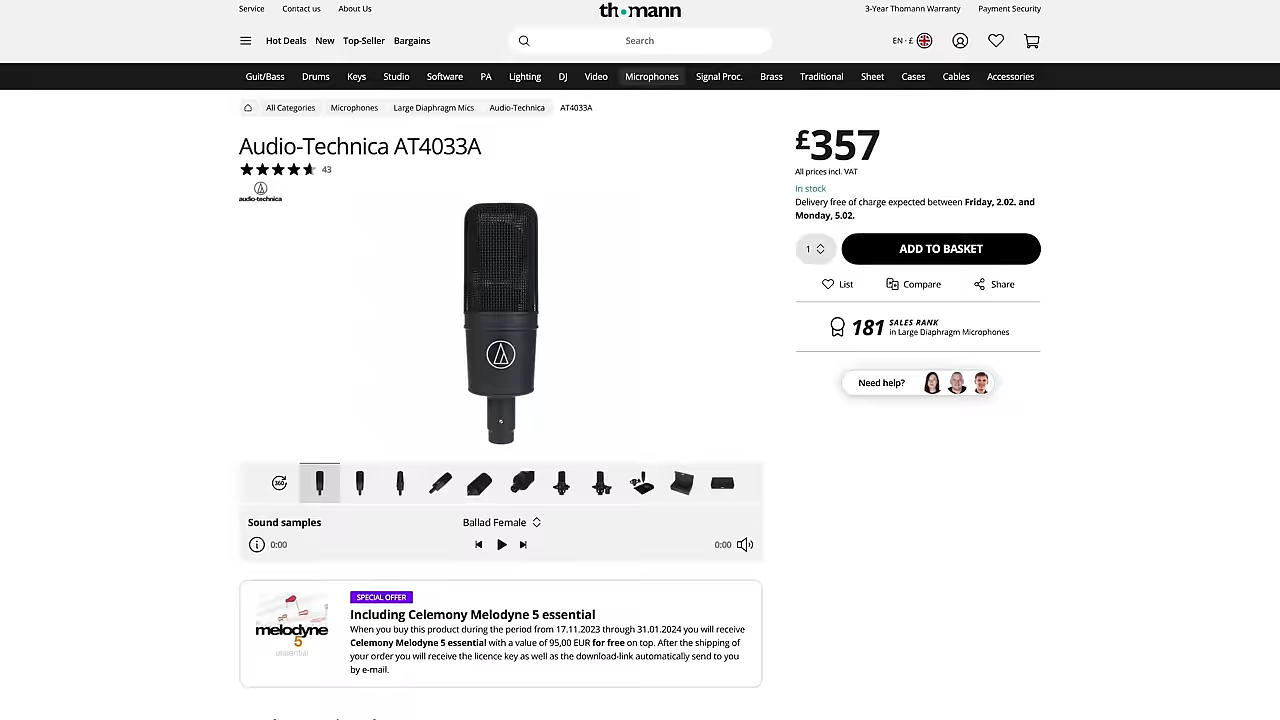 Service Contact us About Us
th•mann
3-Year Thomann Warranty Payment Security
Hot Deals New Top-Seller Bargains
Search
EN · £
Guit/Bass Drums Keys Studio Software PA Lighting DJ Video Microphones Signal Proc. Brass Traditional Sheet Cases Cables Accessories
All Categories Microphones Large Diaphragm Mics Audio-Technica AT4033A
Audio-Technica AT4033A
43
audio-technica
£357
All prices incl. VAT
In stock
Delivery free of charge expected between Friday, 2.02. and
Monday, 5.02.
1
ADD TO BASKET
List Compare Share
181 SALES RANK
in Large Diaphragm Microphones
Need help?
360
Sound samples
Ballad Female
0:00
0:00
SPECIAL OFFER
Including Celemony Melodyne 5 essential
When you buy this product during the period from 17.11.2023 through 31.01.2024 you will receive
Celemony Melodyne 5 essential with a value of 95,00 EUR for free on top. After the shipping of
your order you will receive the licence key as well as the download-link automatically send to you
by e-mail.
melodyne
5
essential